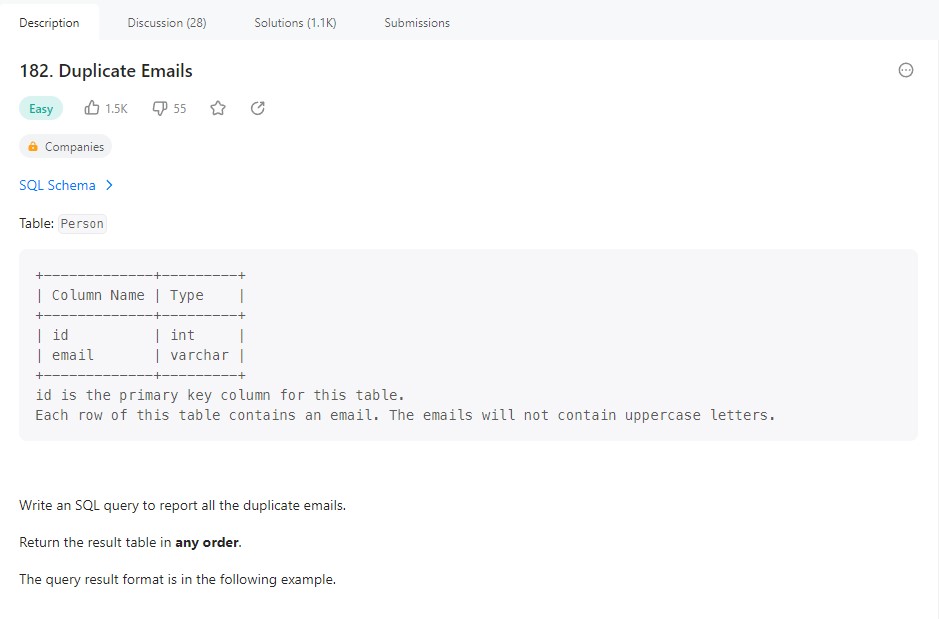 Description Discussion (28) Solutions (1.1K) Submissions
182. Duplicate Emails
Easy 1.5K 55
Companies
SQL Schema >
Table: Person
+-------------+---------+
| Column Name | Type    |
+-------------+---------+
| id          | int     |
| email       | varchar |
+-------------+---------+
id is the primary key column for this table.
Each row of this table contains an email. The emails will not contain uppercase letters.
Write an SQL query to report all the duplicate emails.
Return the result table in any order.
The query result format is in the following example.